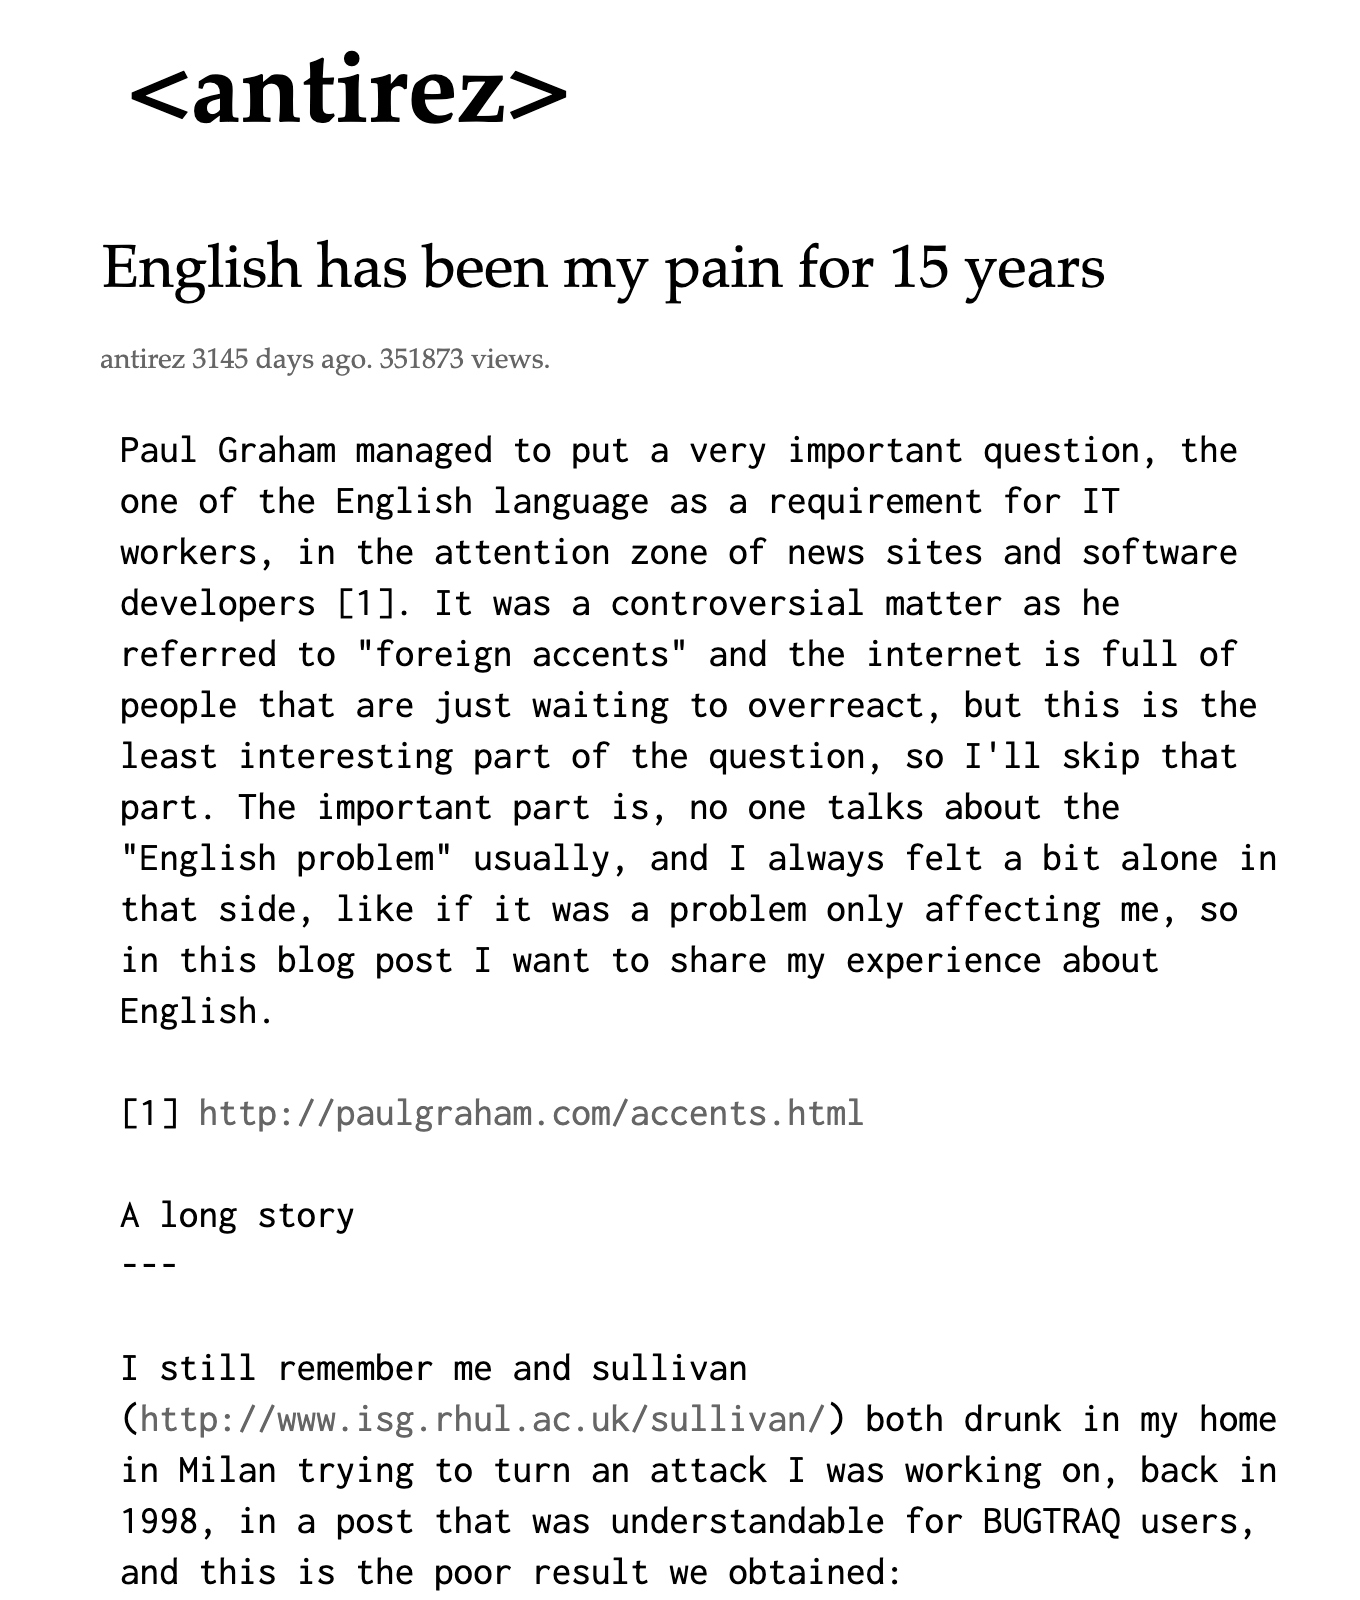 <antirez>
English has been my pain for 15 years
antirez 3145 days ago. 351873 views.
Paul Graham managed to put a very important question, the
one of the English language as a requirement for IT
workers, in the attention zone of news sites and software
developers [1]. It was a controversial matter as he
referred to "foreign accents" and the internet is full of
people that are just waiting to overreact, but this is the
least interesting part of the question, so I'll skip that
part. The important part is, no one talks about the
"English problem" usually, and I always felt a bit alone in
that side, like if it was a problem only affecting me, so
in this blog post I want to share my experience about
English.
[1] http://paulgraham.com/accents.html
A long story
---
I still remember me and sullivan
(http://www.isg.rhul.ac.uk/sullivan/) both drunk in my home
in Milan trying to turn an attack I was working on, back in
1998, in a post that was understandable for BUGTRAQ users,
and this is the poor result we obtained: